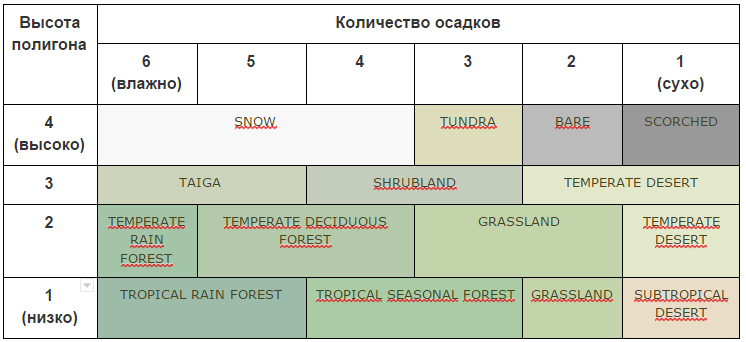 Высота полигона
Количество осадков
6 (влажно) 5 4 3 2 1 (сухо)
4 (высоко) SNOW TUNDRA BARE SCORCHED
3 TAIGA SHRUBLAND TEMPERATE DESERT
2 TEMPERATE RAIN FOREST TEMPERATE DECIDUOUS FOREST GRASSLAND TEMPERATE DESERT
1 (низко) TROPICAL RAIN FOREST TROPICAL SEASONAL FOREST GRASSLAND SUBTROPICAL DESERT